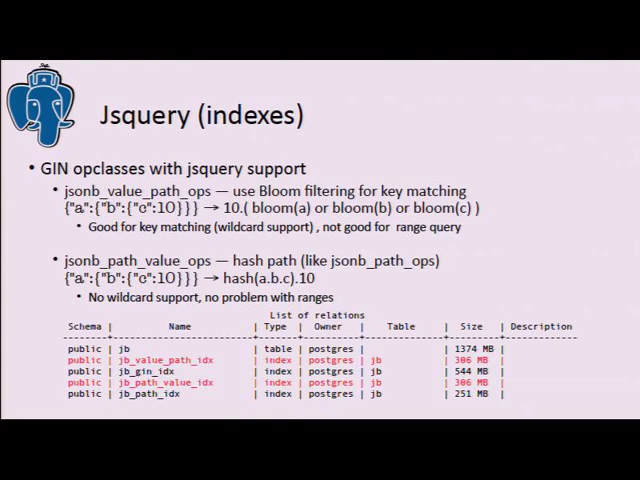 Jsquery (indexes)
• GIN opclasses with jsquery support
• jsonb_value_path_ops — use Bloom filtering for key matching
{"a":{"b":{"c":10}}} → 10.( bloom(a) or bloom(b) or bloom(c) )
• Good for key matching (wildcard support) , not good for range query
• jsonb_path_value_ops — hash path (like jsonb_path_ops)
{"a":{"b":{"c":10}}} → hash(a.b.c).10
• No wildcard support, no problem with ranges
List of relations
Schema | Name | Type | Owner | Table | Size | Description
--------+-------------------------+-------+----------+---------+---------+-------------
public | jb | table | postgres | | 1374 MB |
public | jb_value_path_idx | index | postgres | jb | 306 MB |
public | jb_gin_idx | index | postgres | jb | 544 MB |
public | jb_path_value_idx | index | postgres | jb | 306 MB |
public | jb_path_idx | index | postgres | jb | 251 MB |